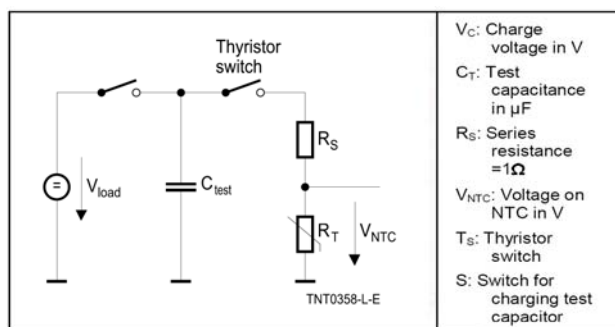 Thyristor
switch
V_load
C_test
R_S
R_T
V_NTC
TNT0358-L-E
V_C: Charge
voltage in V
C_T: Test
capacitance
in µF
R_S: Series
resistance
=1Ω
V_NTC: Voltage on
NTC in V
T_S: Thyristor
switch
S: Switch for
charging test
capacitor